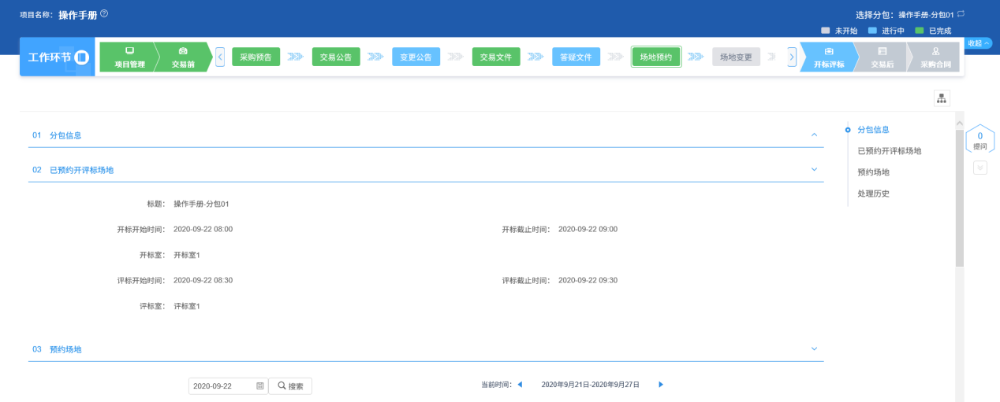 项目名称：操作手册
选择分包：操作手册-分包01
未开始 进行中 已完成
收起
工作环节 项目管理 交易前 采购预告 交易公告 变更公告 交易文件 答疑文件 场地预约 场地变更 开标评标 交易后 采购合同
01 分包信息
02 已预约开评标场地
标题： 操作手册-分包01
开标开始时间： 2020-09-22 08:00 开标截止时间： 2020-09-22 09:00
开标室： 开标室1
评标开始时间： 2020-09-22 08:30 评标截止时间： 2020-09-22 09:30
评标室： 评标室1
03 预约场地
2020-09-22 搜索 当前时间： 2020年9月21日-2020年9月27日
分包信息
已预约开评标场地
预约场地
处理历史
0
提问